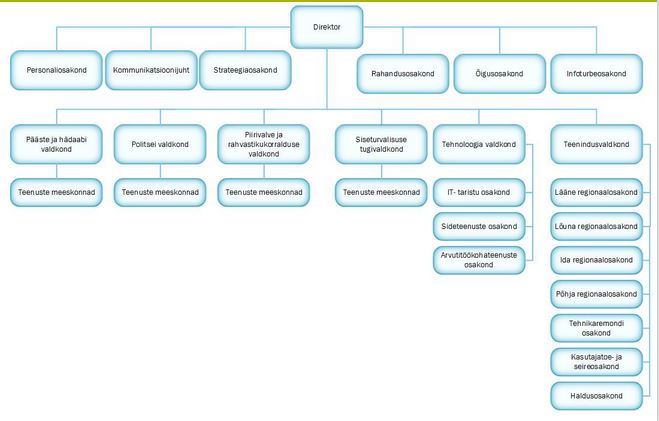 Direktor
Personaliosakond
Kommunikatsioonijuht
Strateegiaosakond
Rahandusosakond
Õigusosakond
Infoturbeosakond
Pääste ja hädaabi
valdkond
Politsei valdkond
Piirivalve ja
rahvastikukorralduse
valdkond
Siseturvalisuse
tugivaldkond
Tehnoloogia valdkond
Teenindusvaldkond
Teenuste meeskonnad
Teenuste meeskonnad
Teenuste meeskonnad
Teenuste meeskonnad
IT- taristu osakond
Lääne regionaalosakond
Sideteenuste osakond
Lõuna regionaalosakond
Arvutitöökohateenuste
osakond
Ida regionaalosakond
Põhja regionaalosakond
Tehnikaremondi
osakond
Kasutajatoe- ja
seireosakond
Haldusosakond